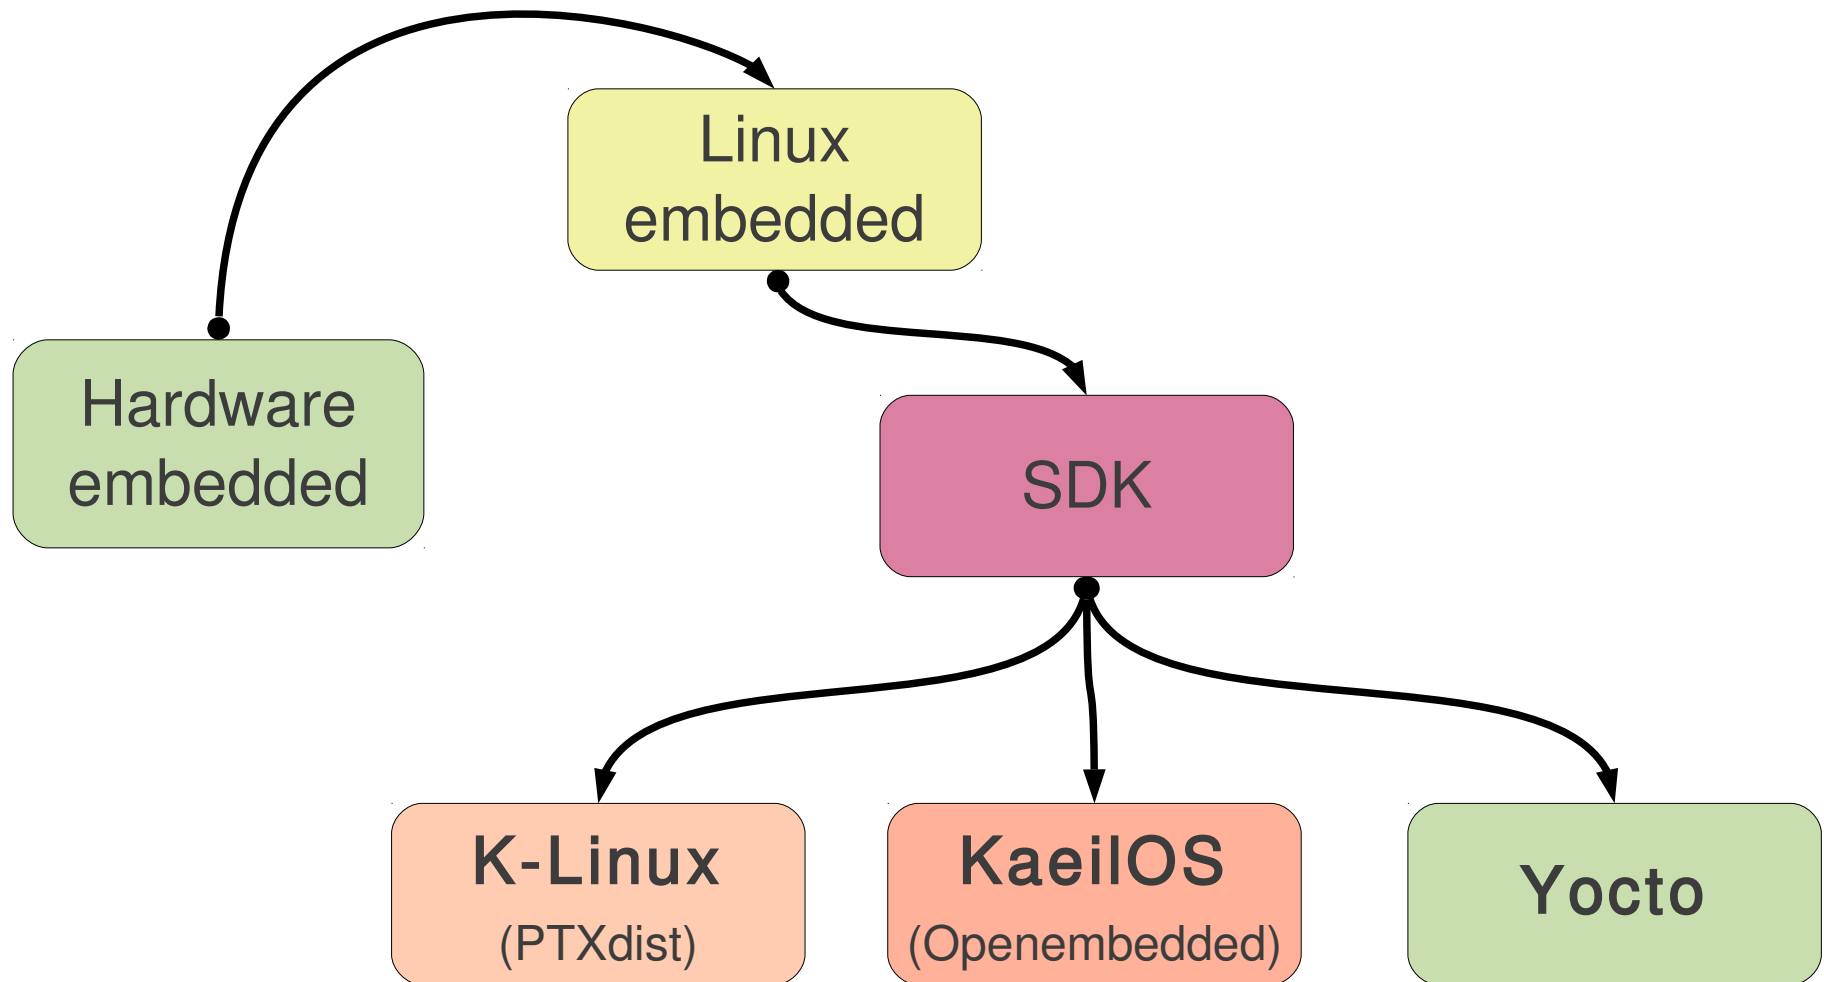 Linux
embedded
Hardware
embedded
SDK
K-Linux
(PTXdist)
KaeilOS
(Openembedded)
Yocto